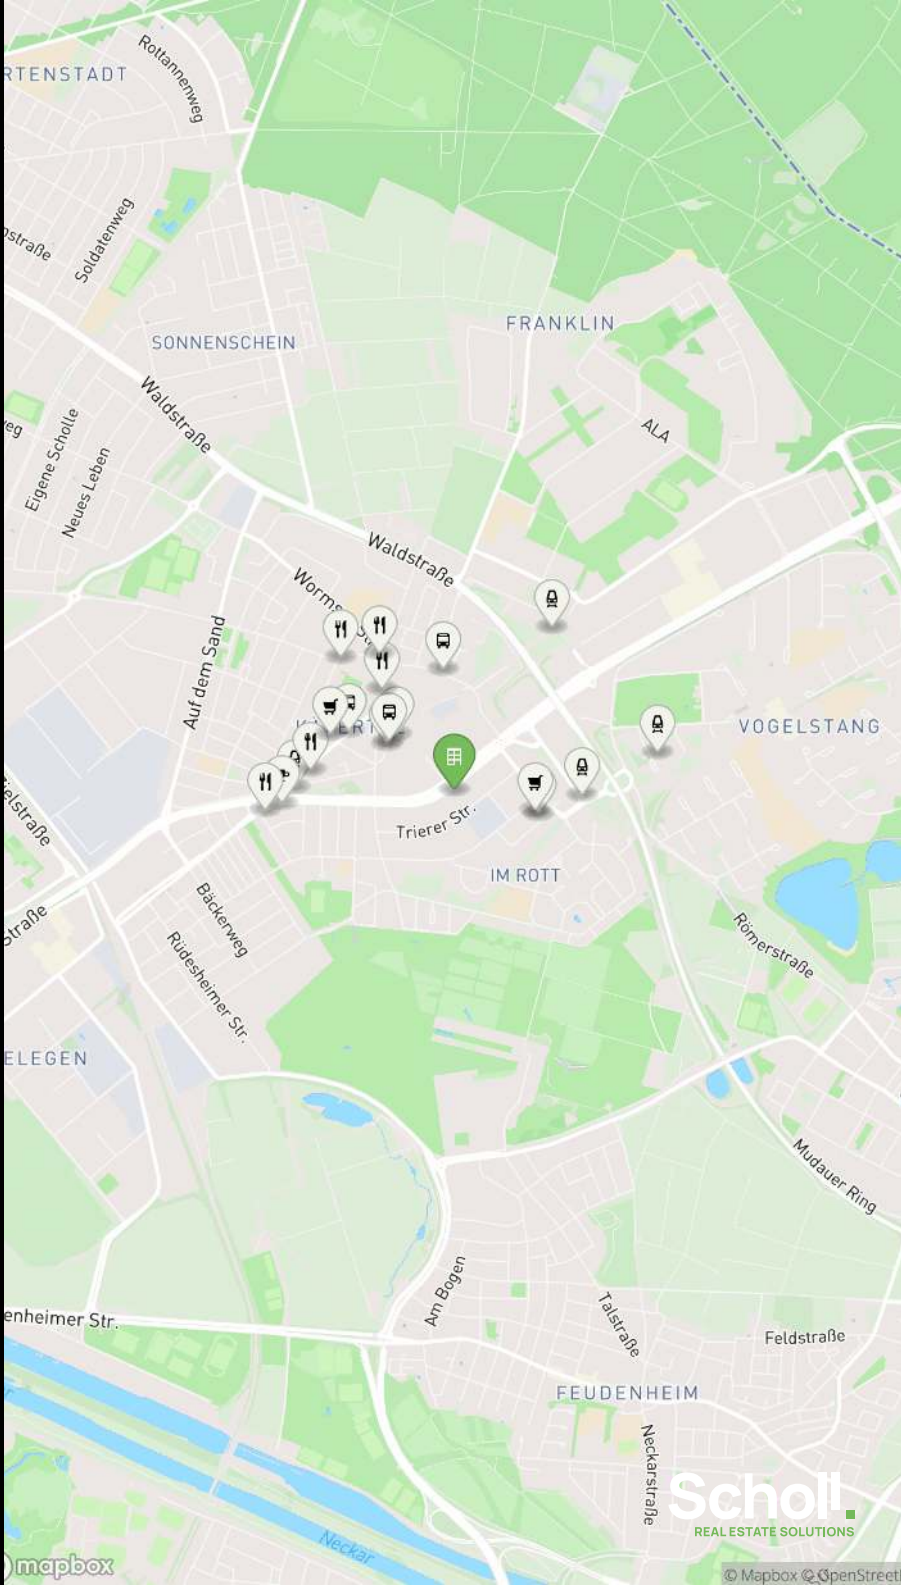 RTENSTADT
Rottannenweg
Soldatenweg
SONNENSCHEIN
FRANKLIN
Waldstraße
ALA
Eigene Scholle
Neues Leben
Waldstraße
Auf dem Sand
VOGELSTANG
Trierer Str.
IM ROTT
Straße
Bäckerweg
Römerstraße
Rüdesheimer Str.
ELEGEN
Mudauer Ring
Am Bogen
enheimer Str.
Talstraße
Feldstraße
FEUDENHEIM
Neckarstraße
Scholl.
REAL ESTATE SOLUTIONS
Neckar
mapbox
© Mapbox © OpenStreet